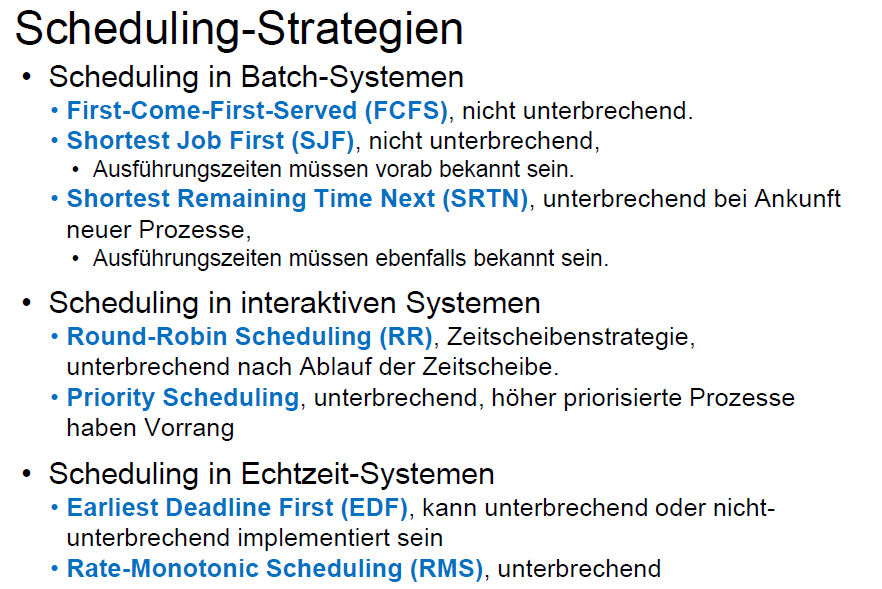 Scheduling-Strategien
• Scheduling in Batch-Systemen
• First-Come-First-Served (FCFS), nicht unterbrechend.
• Shortest Job First (SJF), nicht unterbrechend,
• Ausführungszeiten müssen vorab bekannt sein.
• Shortest Remaining Time Next (SRTN), unterbrechend bei Ankunft
neuer Prozesse,
• Ausführungszeiten müssen ebenfalls bekannt sein.
• Scheduling in interaktiven Systemen
• Round-Robin Scheduling (RR), Zeitscheibenstrategie,
unterbrechend nach Ablauf der Zeitscheibe.
• Priority Scheduling, unterbrechend, höher priorisierte Prozesse
haben Vorrang
• Scheduling in Echtzeit-Systemen
• Earliest Deadline First (EDF), kann unterbrechend oder nicht-
unterbrechend implementiert sein
• Rate-Monotonic Scheduling (RMS), unterbrechend